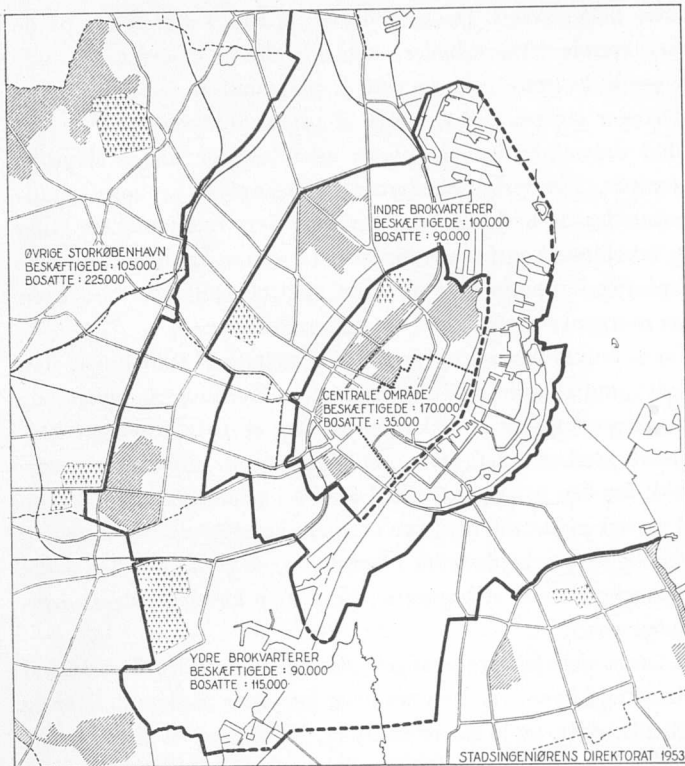 INDRE BROKVARTERER
BESKÆFTIGEDE : 100.000
BOSATTE : 90.000
ØVRIGE STORKØBENHAVN
BESKÆFTIGEDE : 105.000
BOSATTE : 225.000
CENTRALE OMRÅDE
BESKÆFTIGEDE : 170.000
BOSATTE : 35.000
YDRE BROKVARTERER
BESKÆFTIGEDE : 90.000
BOSATTE : 115.000
STADSINGENIØRENS DIREKTORAT 1953